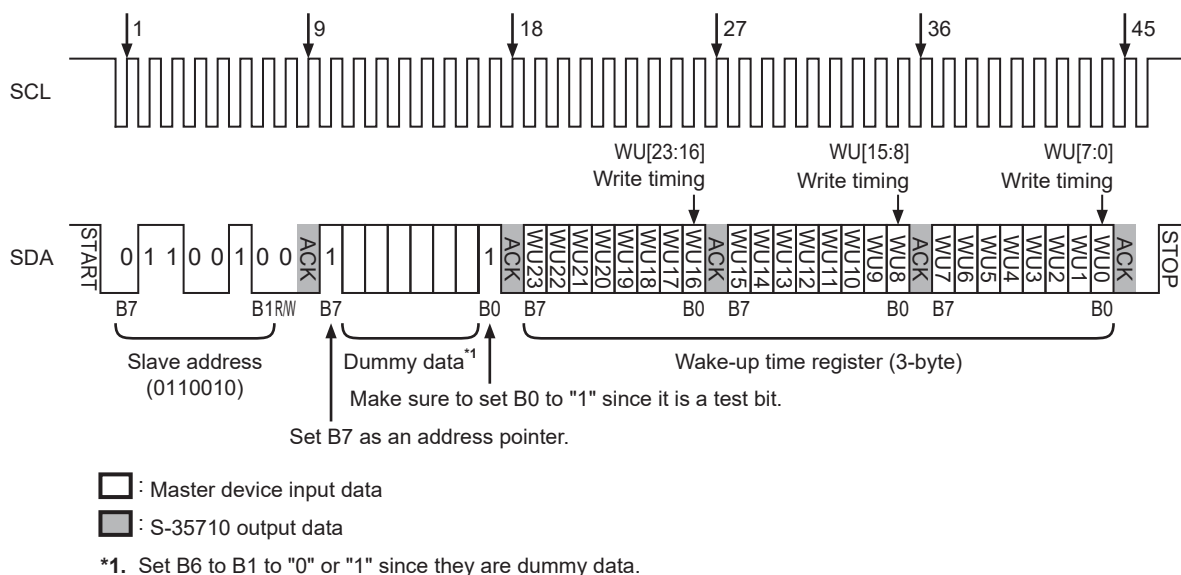 1 9 18 27 36 45
SCL
WU[23:16] WU[15:8] WU[7:0]
Write timing Write timing Write timing
SDA START 0 1 1 0 0 1 0 0 ACK 1 1 ACK WU23 WU22 WU21 WU20 WU19 WU18 WU17 WU16 ACK WU15 WU14 WU13 WU12 WU11 WU10 WU9 WU8 ACK WU7 WU6 WU5 WU4 WU3 WU2 WU1 WU0 ACK STOP
B7 B1 R/W B7 B0 B7 B0 B7 B0 B7 B0
Slave address Dummy data*1 Wake-up time register (3-byte)
(0110010)
Make sure to set B0 to "1" since it is a test bit.
Set B7 as an address pointer.
: Master device input data
: S-35710 output data
*1. Set B6 to B1 to "0" or "1" since they are dummy data.